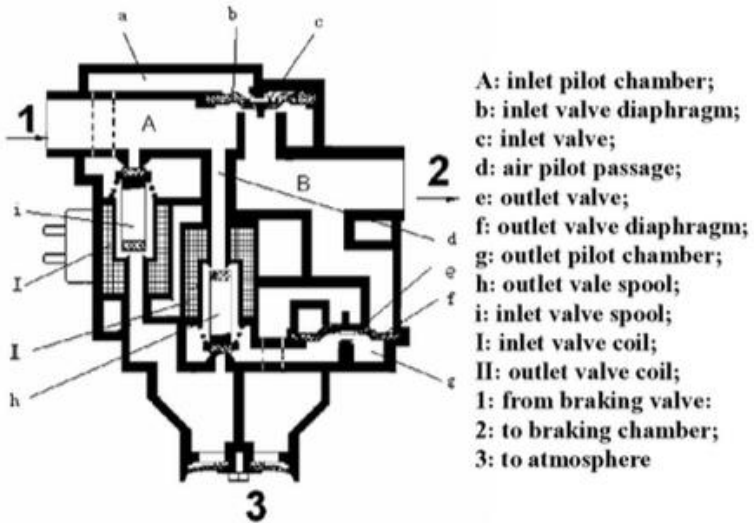 a
b
c
1
A
B
2
i
d
I
e
f
I
h
g
3
A: inlet pilot chamber;
b: inlet valve diaphragm;
c: inlet valve;
d: air pilot passage;
e: outlet valve;
f: outlet valve diaphragm;
g: outlet pilot chamber;
h: outlet vale spool;
i: inlet valve spool;
I: inlet valve coil;
II: outlet valve coil;
1: from braking valve:
2: to braking chamber;
3: to atmosphere